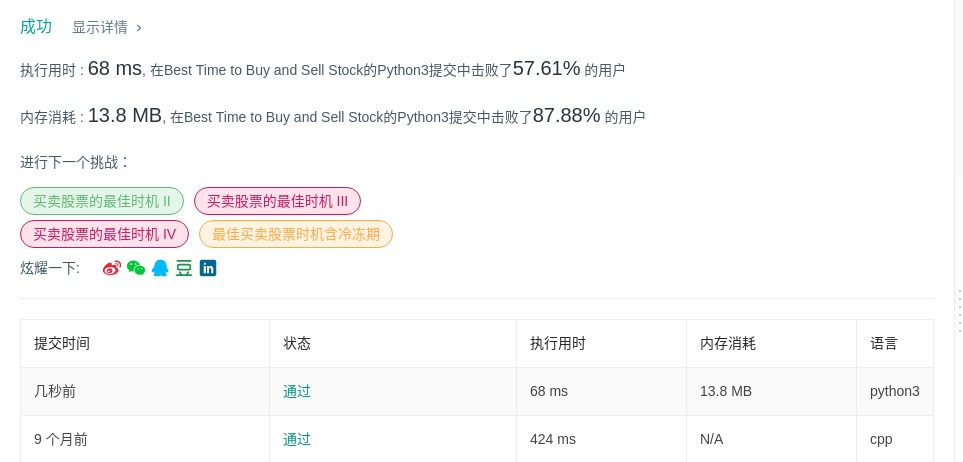 成功 显示详情 ›
执行用时 : 68 ms, 在Best Time to Buy and Sell Stock的Python3提交中击败了57.61% 的用户
内存消耗 : 13.8 MB, 在Best Time to Buy and Sell Stock的Python3提交中击败了87.88% 的用户
进行下一个挑战：
买卖股票的最佳时机 II 买卖股票的最佳时机 III
买卖股票的最佳时机 IV 最佳买卖股票时机含冷冻期
炫耀一下: 豆 in
提交时间 状态 执行用时 内存消耗 语言
几秒前 通过 68 ms 13.8 MB python3
9 个月前 通过 424 ms N/A cpp